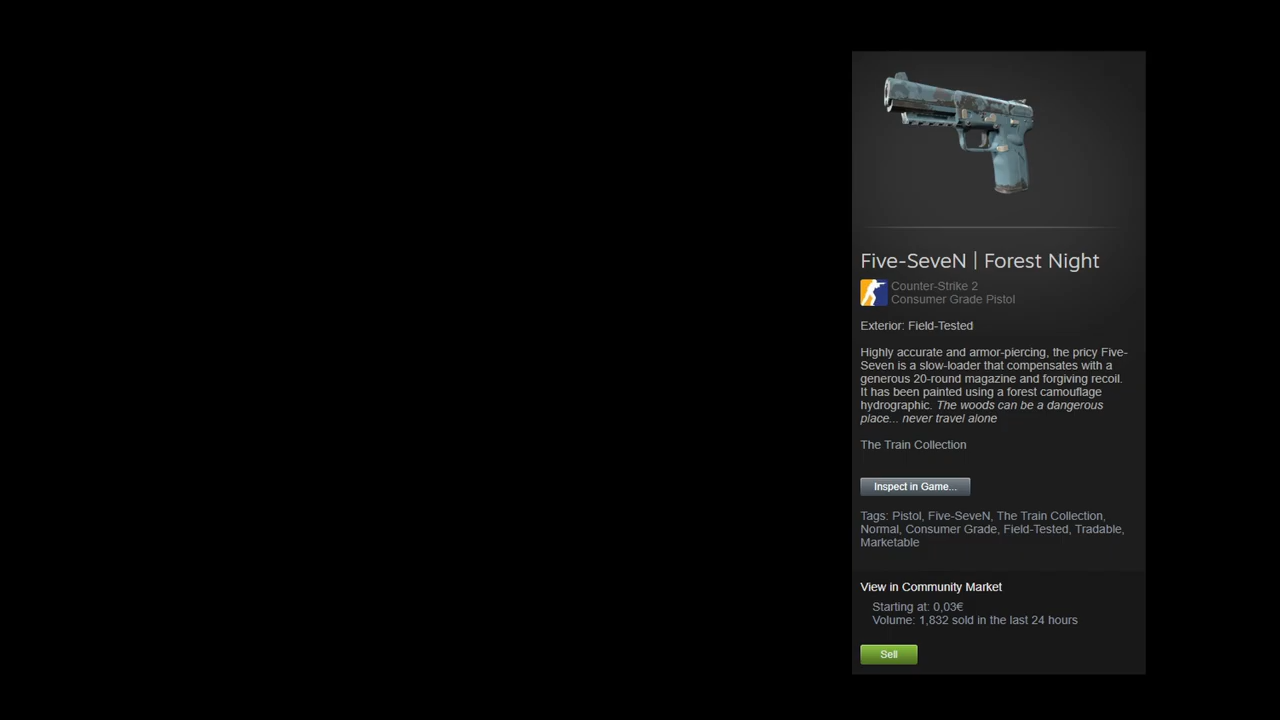 Five-SeveN | Forest Night
Counter-Strike 2
Consumer Grade Pistol
Exterior: Field-Tested
Highly accurate and armor-piercing, the pricy Five-
Seven is a slow-loader that compensates with a
generous 20-round magazine and forgiving recoil.
It has been painted using a forest camouflage
hydrographic. The woods can be a dangerous
place... never travel alone
The Train Collection
Inspect in Game...
Tags: Pistol, Five-SeveN, The Train Collection,
Normal, Consumer Grade, Field-Tested, Tradable,
Marketable
View in Community Market
Starting at: 0,03€
Volume: 1,832 sold in the last 24 hours
Sell